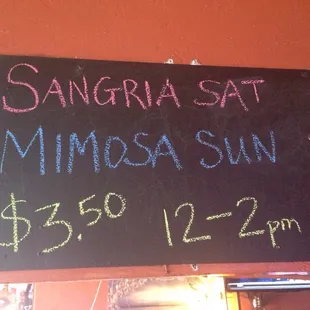 SANGRIA SAT
MIMOSA SUN
$3.50 12-2pm